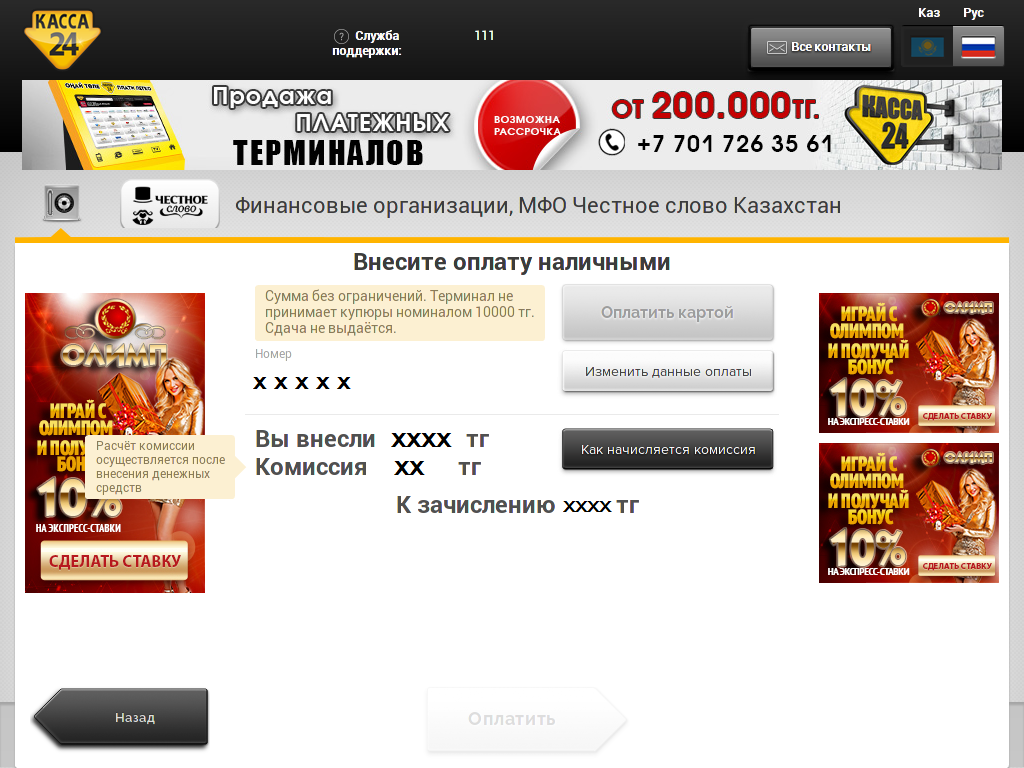 КАССА
24
? Служба
поддержки:
111
Все контакты
Каз Рус
Продажа
ПЛАТЕЖНЫХ
ТЕРМИНАЛОВ
ВОЗМОЖНА
РАССРОЧКА
от 200.000тг.
+7 701 726 35 61
КАССА
24
ЧЕСТНОЕ
СЛОВО
Финансовые организации, МФО Честное слово Казахстан
Внесите оплату наличными
Сумма без ограничений. Терминал не
принимает купюры номиналом 10000 тг.
Сдача не выдаётся.
Оплатить картой
Номер
x x x x x
Изменить данные оплаты
Вы внесли xxxx тг
Комиссия xx тг
Как начисляется комиссия
К зачислению xxxx тг
ОЛИМП
ИГРАЙ С
ОЛИМПОМ
И ПОЛУ
БОН
10%
НА ЭКСПРЕСС-СТАВКИ
СДЕЛАТЬ СТАВКУ
Расчёт комиссии
осуществляется после
внесения денежных
средств
ОЛИМП
ИГРАЙ С
ОЛИМПОМ
И ПОЛУЧАЙ
БОНУС
10%
НА ЭКСПРЕСС-СТАВКИ
СДЕЛАТЬ СТАВКУ
ОЛИМП
ИГРАЙ С
ОЛИМПОМ
И ПОЛУЧАЙ
БОНУС
10%
НА ЭКСПРЕСС-СТАВКИ
СДЕЛАТЬ СТАВКУ
Назад
Оплатить